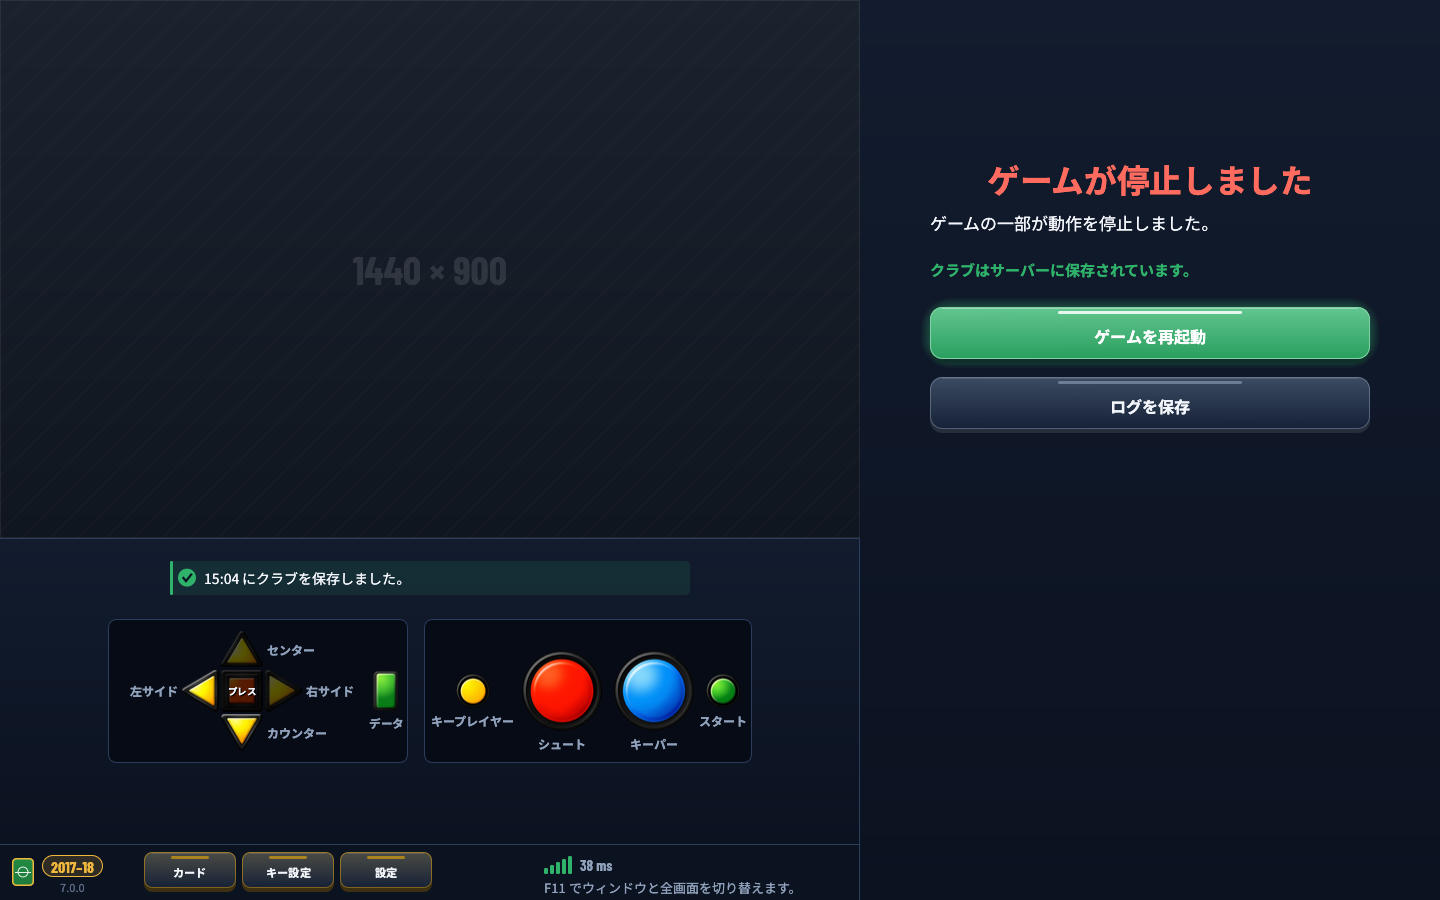 1440 × 900
ゲームが停止しました
ゲームの一部が動作を停止しました。
クラブはサーバーに保存されています。
ゲームを再起動
ログを保存
15:04 にクラブを保存しました。
センター
左サイド
プレス
右サイド
カウンター
データ
キープレイヤー
シュート
キーパー
スタート
2017-18
7.0.0
カード
キー設定
設定
38 ms
F11 でウィンドウと全画面を切り替えます。